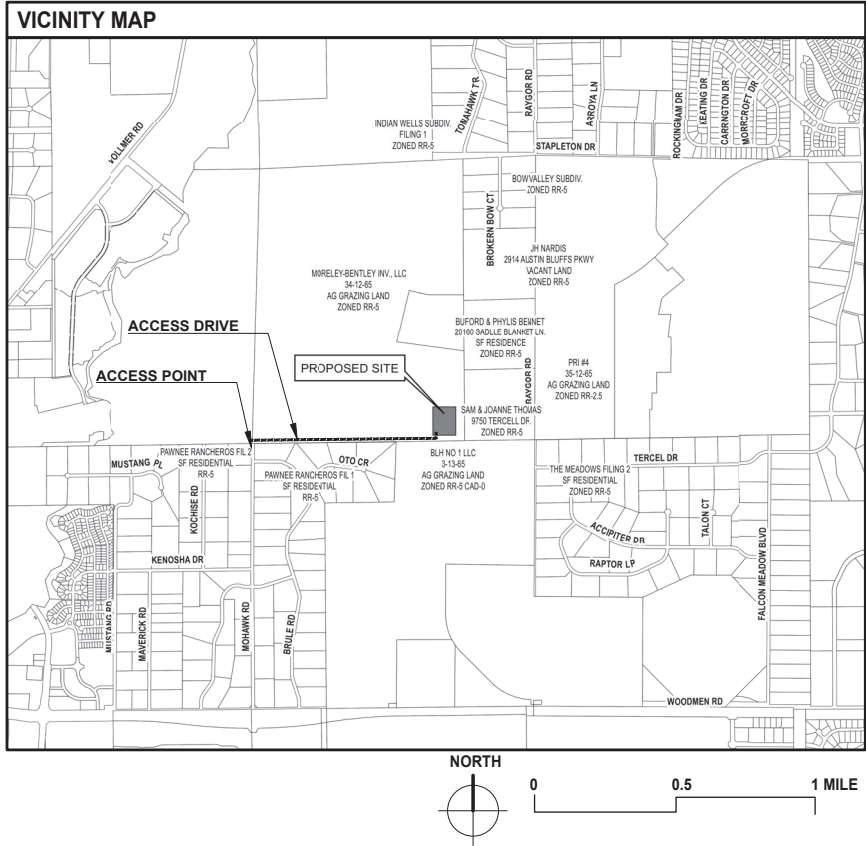 VICINITY MAP
VOLLMER RD
INDIAN WELLS SUBDIV.
FILING 1
ZONED RR-5
TOMAHAWK TR
RAYGOR RD
ARROYA LN
STAPLETON DR
ROCKINGHAM DR
KEATING DR
CARRINGTON DR
MORRCROFT DR
BOWVALLEY SUBDIV.
ZONED RR-5
BROKERN BOW CT
JH NARDIS
2914 AUSTIN BLUFFS PKWY
VACANT LAND
ZONED RR-5
MORELEY-BENTLEY INV., LLC
34-12-65
AG GRAZING LAND
ZONED RR-5
BUFORD & PHYLIS BENNET
20160 SADLLE BLANKET LN.
SF RESIDENCE
ZONED RR-5
RAYGOR RD
PRI #4
35-12-65
AG GRAZING LAND
ZONED RR-2.5
ACCESS DRIVE
PROPOSED SITE
ACCESS POINT
SAM & JOANNE THOMAS
9750 TERCELL DR.
ZONED RR-5
PAWNEE RANCHEROS FIL 2
SF RESIDENTIAL
RR-5
MUSTANG PL
KOCHISE RD
PAWNEE RANCHEROS FIL 1
SF RESIDENTIAL
RR-5
OTO CR
BLH NO 1 LLC
3-13-65
AG GRAZING LAND
ZONED RR-5 CAD-0
THE MEADOWS FILING 2
SF RESIDENTIAL
ZONED RR-5
TERCEL DR
TALON CT
ACCIPITER DR
RAPTOR LP
FALCON MEADOW BLVD
KENOSHA DR
MUSTANG RD
MAVERICK RD
MOHAWK RD
BRULE RD
WOODMEN RD
NORTH
0 0.5 1 MILE